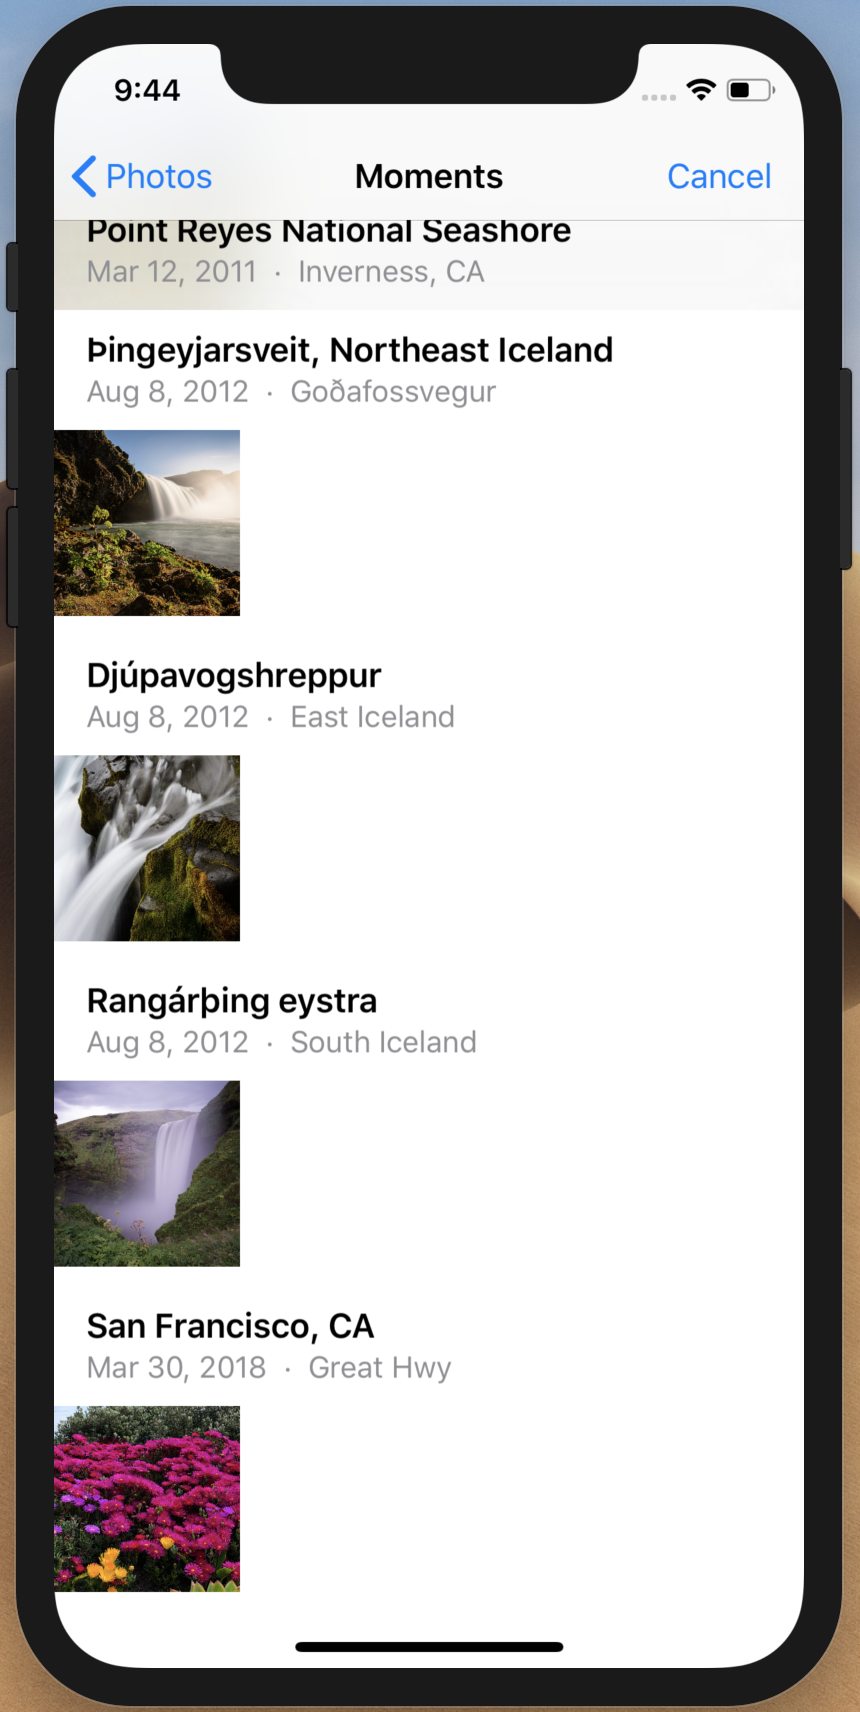 9:44
Photos Moments Cancel
Point Reyes National Seashore
Mar 12, 2011 · Inverness, CA
Þingeyjarsveit, Northeast Iceland
Aug 8, 2012 · Goðafossvegur
Djúpavogshreppur
Aug 8, 2012 · East Iceland
Rangárþing eystra
Aug 8, 2012 · South Iceland
San Francisco, CA
Mar 30, 2018 · Great Hwy